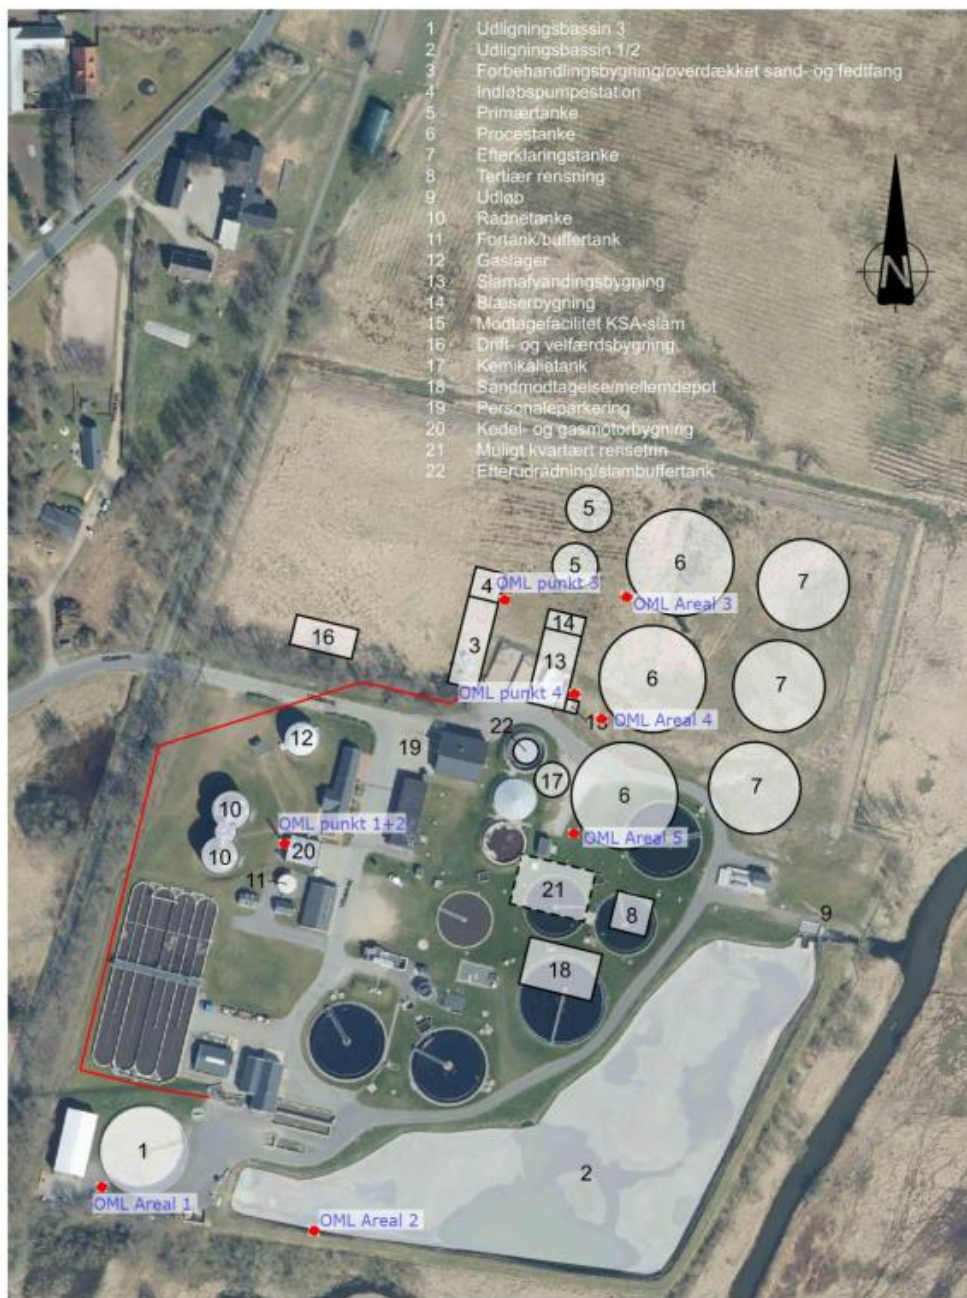 1 Udligningsbassin 3
2 Udligningsbassin 1/2
3 Forbehandlingsbygning/overdækket sand- og fedtfang
4 Indløbspumpestation
5 Primærtanke
6 Procestanke
7 Efterklaringstanke
8 Tertiær rensning
9 Udløb
10 Rådnetanke
11 Fortank/buffertank
12 Gaslager
13 Slamafvandingsbygning
14 Blæserbygning
15 Modtagefacilitet KSA-slam
16 Drift- og velfærdsbygning
17 Kemikalietank
18 Sandmodtagelse/mellemdepot
19 Personaleparkering
20 Kedel- og gasmotorbygning
21 Muligt kvartært rensetrin
22 Efterudrådning/slambuffertank
N
5
6
5
7
4
OML punkt 3
OML Areal 3
14
16
3
13
6
7
OML punkt 4
15
OML Areal 4
12
19
22
17
7
6
10
OML punkt 1+2
OML Areal 5
10
20
11
21
8
9
18
1
2
OML Areal 1
OML Areal 2